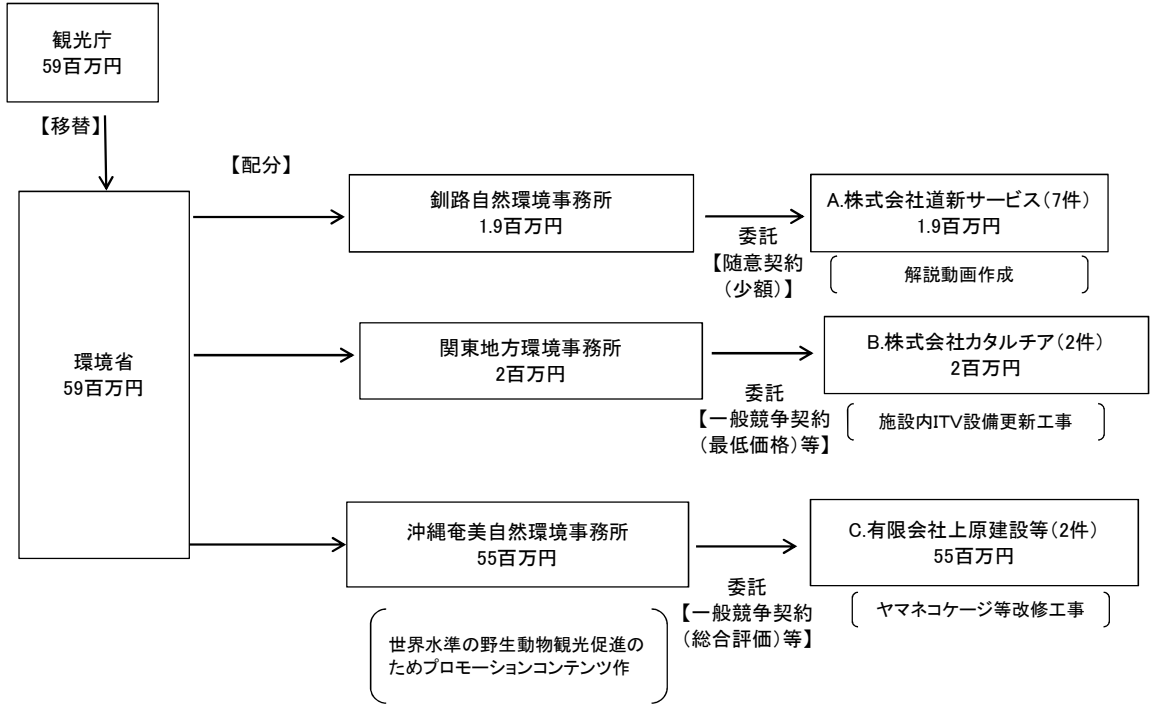 観光庁
59百万円
【移替】
【配分】
環境省
59百万円
釧路自然環境事務所
1.9百万円
委託
【随意契約
（少額）】
A.株式会社道新サービス（7件）
1.9百万円
解説動画作成
関東地方環境事務所
2百万円
委託
【一般競争契約
（最低価格）等】
B.株式会社カタルチア（2件）
2百万円
施設内ITV設備更新工事
沖縄奄美自然環境事務所
55百万円
世界水準の野生動物観光促進の
ためプロモーションコンテンツ作
委託
【一般競争契約
（総合評価）等】
C.有限会社上原建設等（2件）
55百万円
ヤマネコケージ等改修工事